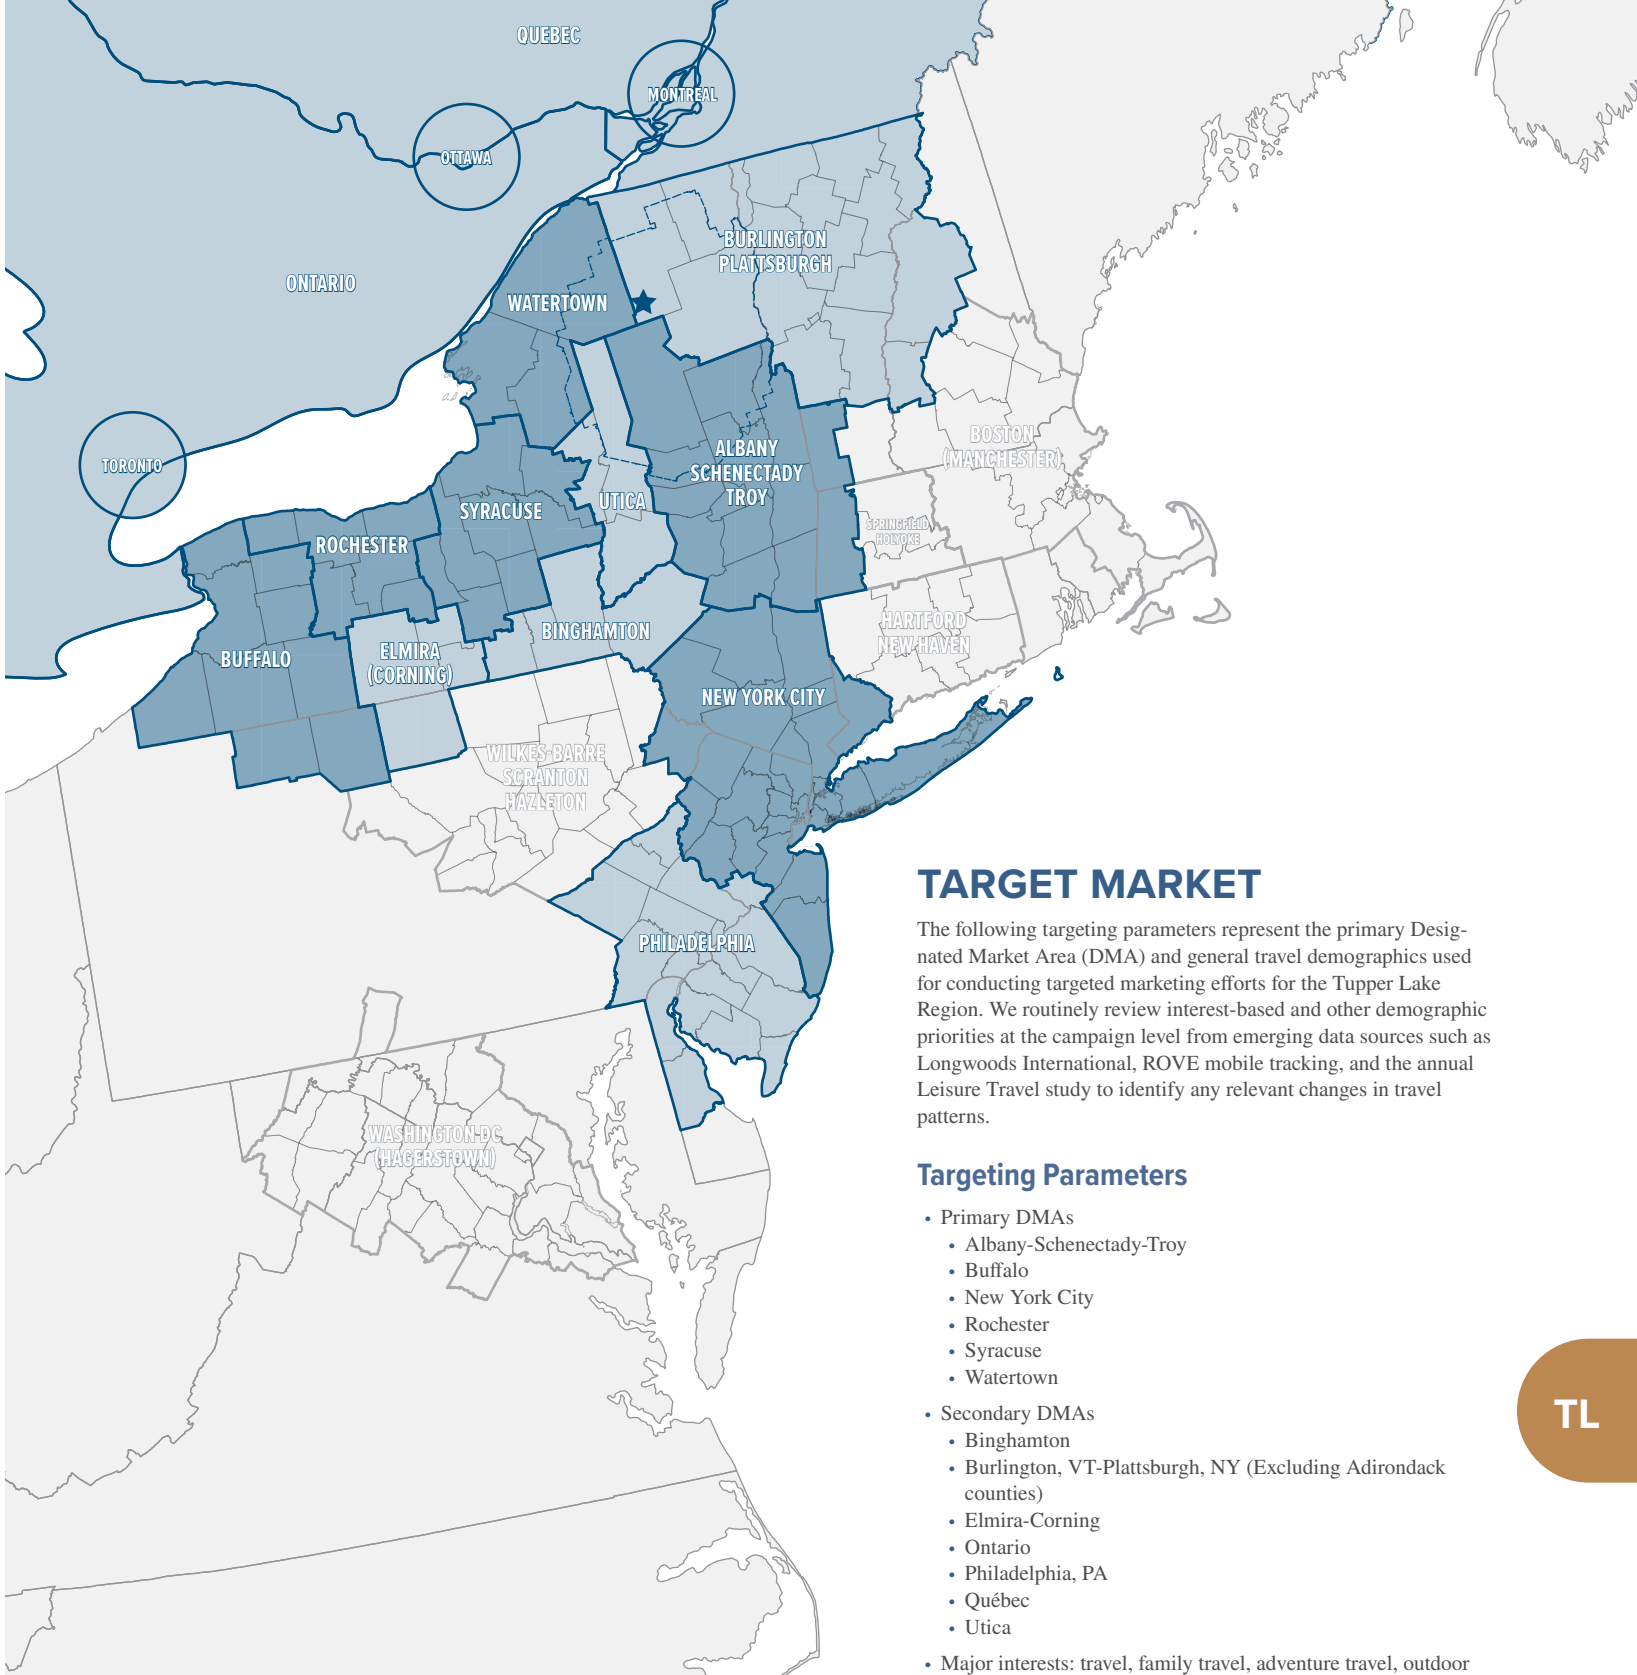 QUEBEC
MONTREAL
OTTAWA
BURLINGTON
PLATTSBURGH
ONTARIO
WATERTOWN
TORONTO
ALBANY
SCHENECTADY
TROY
BOSTON
(MANCHESTER)
UTICA
SYRACUSE
SPRINGFIELD
HOLYOKE
ROCHESTER
HARTFORD
NEW HAVEN
BINGHAMTON
ELMIRA
(CORNING)
BUFFALO
NEW YORK CITY
WILKES-BARRE
SCRANTON
HAZLETON
PHILADELPHIA
WASHINGTON DC
(HAGERSTOWN)
TARGET MARKET
The following targeting parameters represent the primary Desig-
nated Market Area (DMA) and general travel demographics used
for conducting targeted marketing efforts for the Tupper Lake
Region. We routinely review interest-based and other demographic
priorities at the campaign level from emerging data sources such as
Longwoods International, ROVE mobile tracking, and the annual
Leisure Travel study to identify any relevant changes in travel
patterns.
Targeting Parameters
• Primary DMAs
• Albany-Schenectady-Troy
• Buffalo
• New York City
• Rochester
• Syracuse
• Watertown
• Secondary DMAs
• Binghamton
• Burlington, VT-Plattsburgh, NY (Excluding Adirondack
counties)
• Elmira-Corning
• Ontario
• Philadelphia, PA
• Québec
• Utica
• Major interests: travel, family travel, adventure travel, outdoor
TL